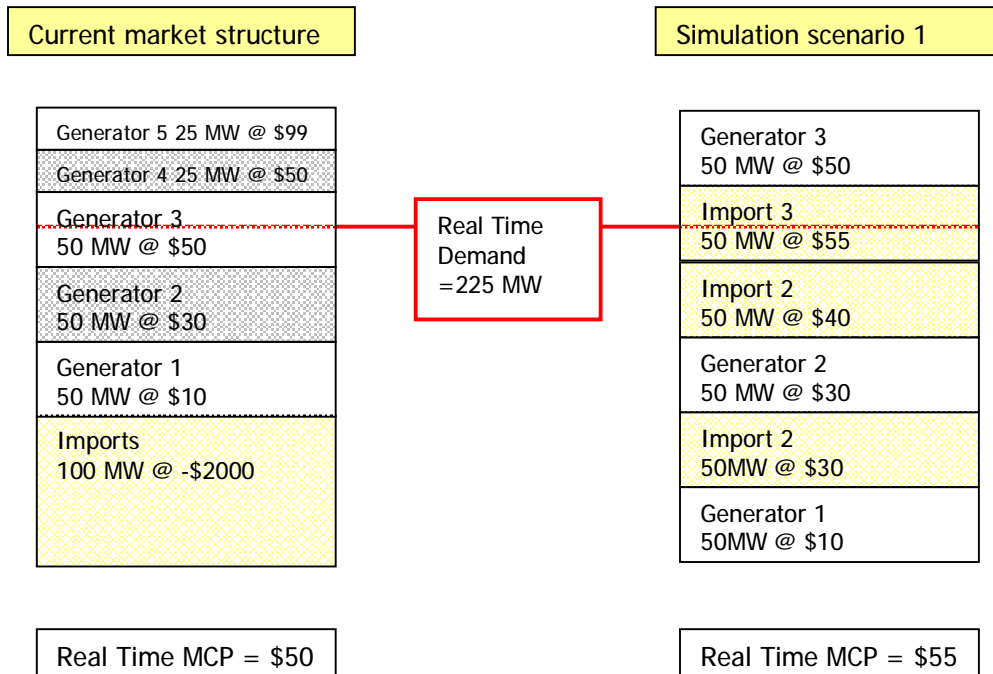 Current market structure
Generator 5 25 MW @ $99
Generator 4 25 MW @ $50
Generator 3
50 MW @ $50
Generator 2
50 MW @ $30
Generator 1
50 MW @ $10
Imports
100 MW @ -$2000
Real Time MCP = $50
Real Time
Demand
=225 MW
Simulation scenario 1
Generator 3
50 MW @ $50
Import 3
50 MW @ $55
Import 2
50 MW @ $40
Generator 2
50 MW @ $30
Import 2
50MW @ $30
Generator 1
50MW @ $10
Real Time MCP = $55